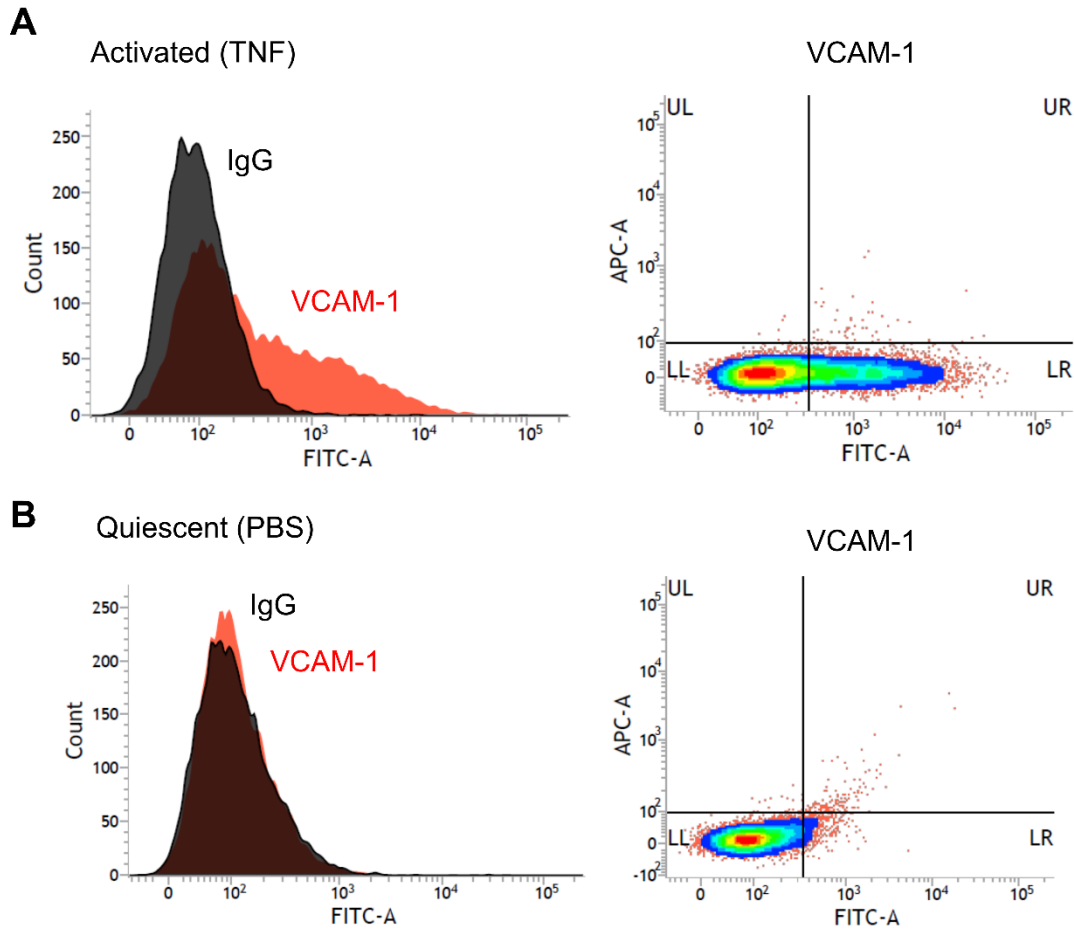 A
Activated (TNF)
VCAM-1
IgG
VCAM-1
Count
250
200
150
100
50
0
0
10²
10³
10⁴
10⁵
FITC-A
UL
UR
LL
LR
APC-A
10⁵
10⁴
10³
10²
0
0
10²
10³
10⁴
10⁵
FITC-A
B
Quiescent (PBS)
VCAM-1
IgG
VCAM-1
Count
250
200
150
100
50
0
0
10²
10³
10⁴
10⁵
FITC-A
UL
UR
LL
LR
APC-A
10⁵
10⁴
10³
10²
0
-10²
0
10²
10³
10⁴
10⁵
FITC-A